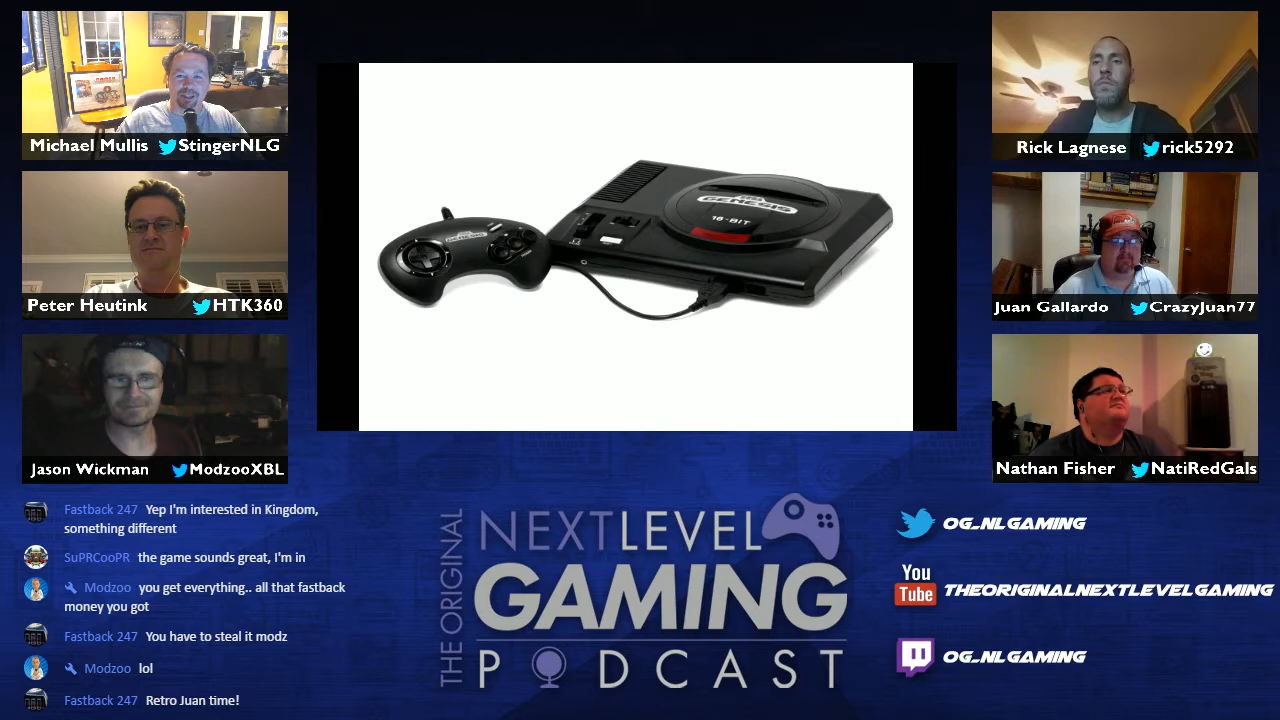 Michael Mullis StingerNLG
Peter Heutink HTK360
Jason Wickman ModzooXBL
GENESIS
GENESIS
16-BIT
Rick Lagnese rick5292
Juan Gallardo CrazyJuan77
Nathan Fisher NatiRedGals
Fastback 247 Yep I'm interested in Kingdom,
something different
SuPRCooPR the game sounds great, I'm in
Modzoo you get everything.. all that fastback
money you got
Fastback 247 You have to steal it modz
Modzoo lol
Fastback 247 Retro Juan time!
THE ORIGINAL
NEXTLEVEL
GAMING
PODCAST
OG_NLGAMING
You
Tube THEORIGINALNEXTLEVELGAMING
OG_NLGAMING